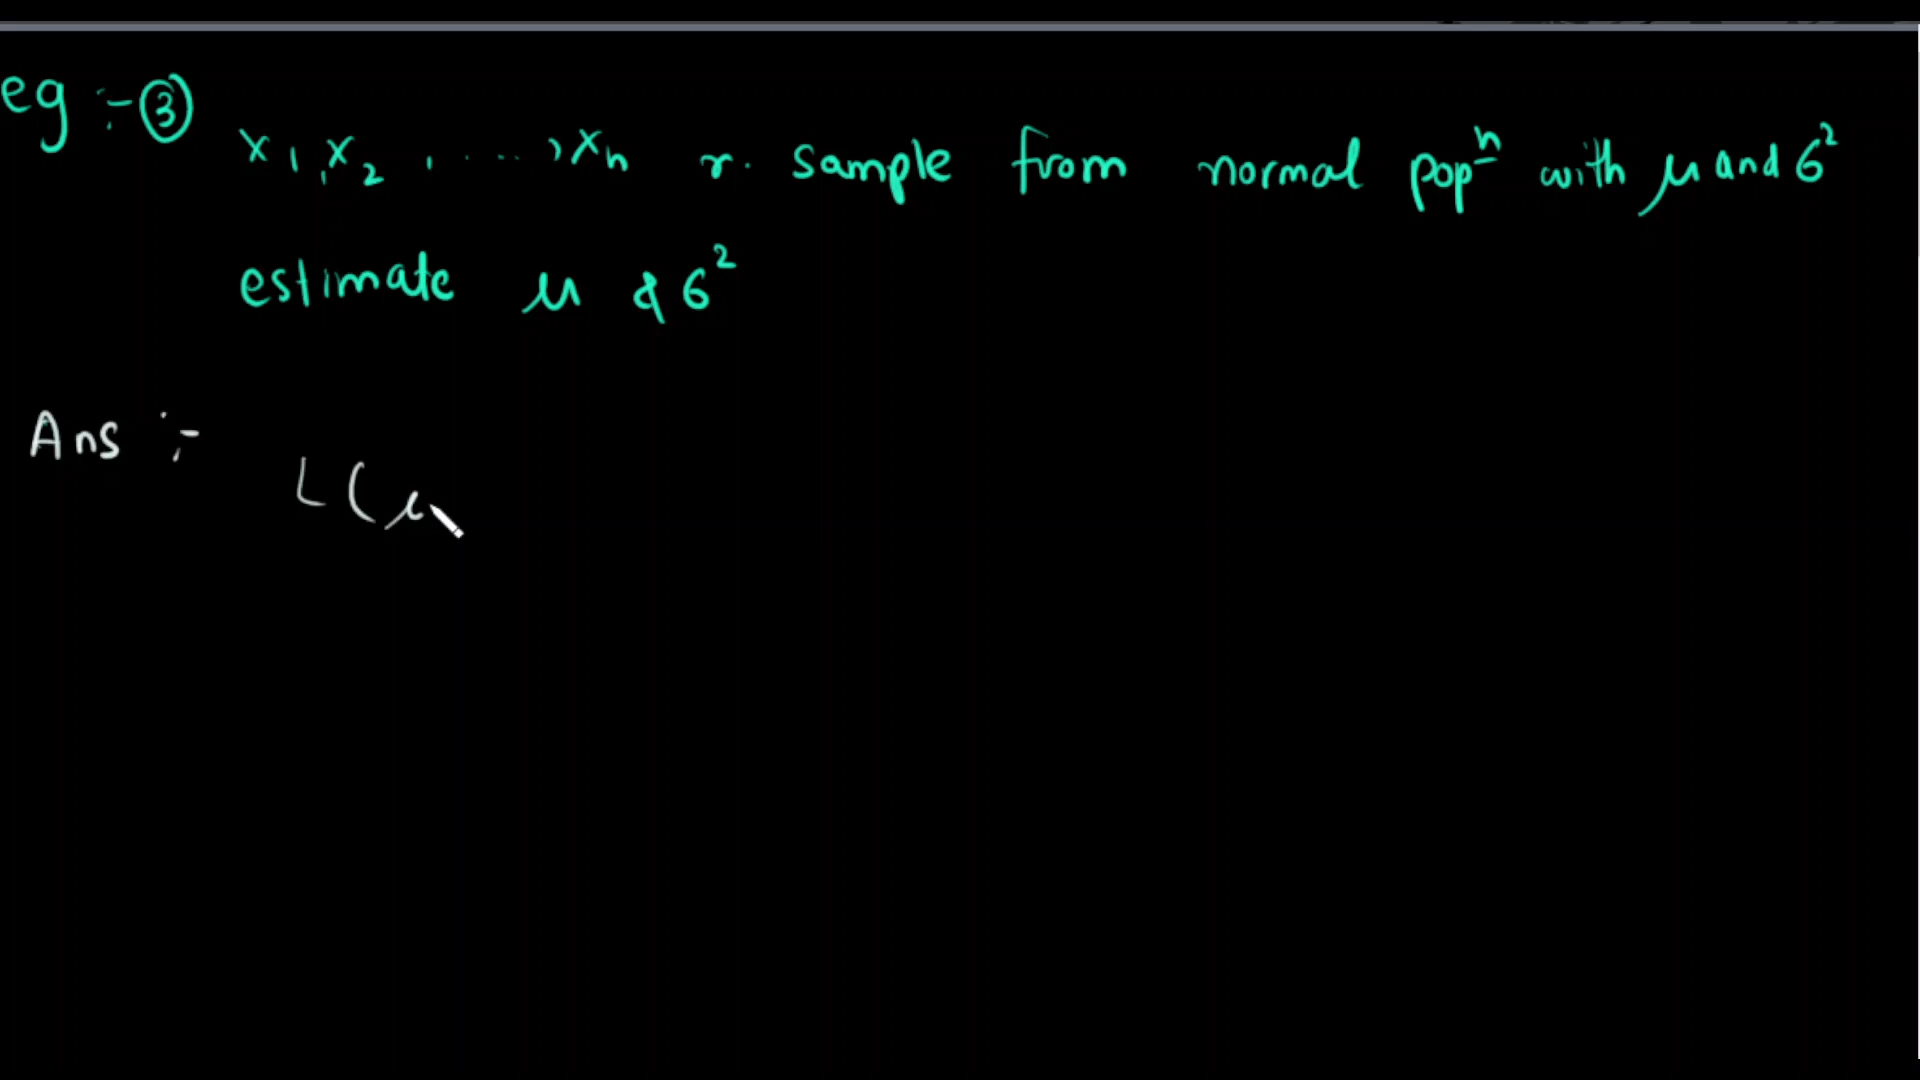 eg :- ③
x₁, x₂, ....., xₙ r. sample from normal popⁿ with μ and σ²
estimate μ & σ²
Ans :-
L(μ